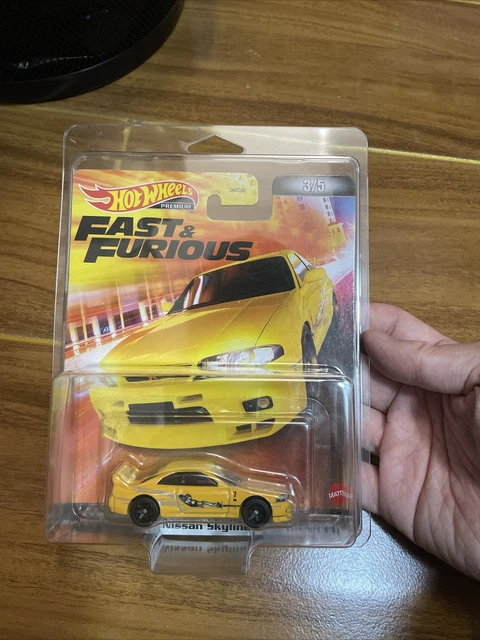 HOT WHEELS
PREMIUM
3/5
FAST &
FURIOUS
MATTEL
Nissan Skyline